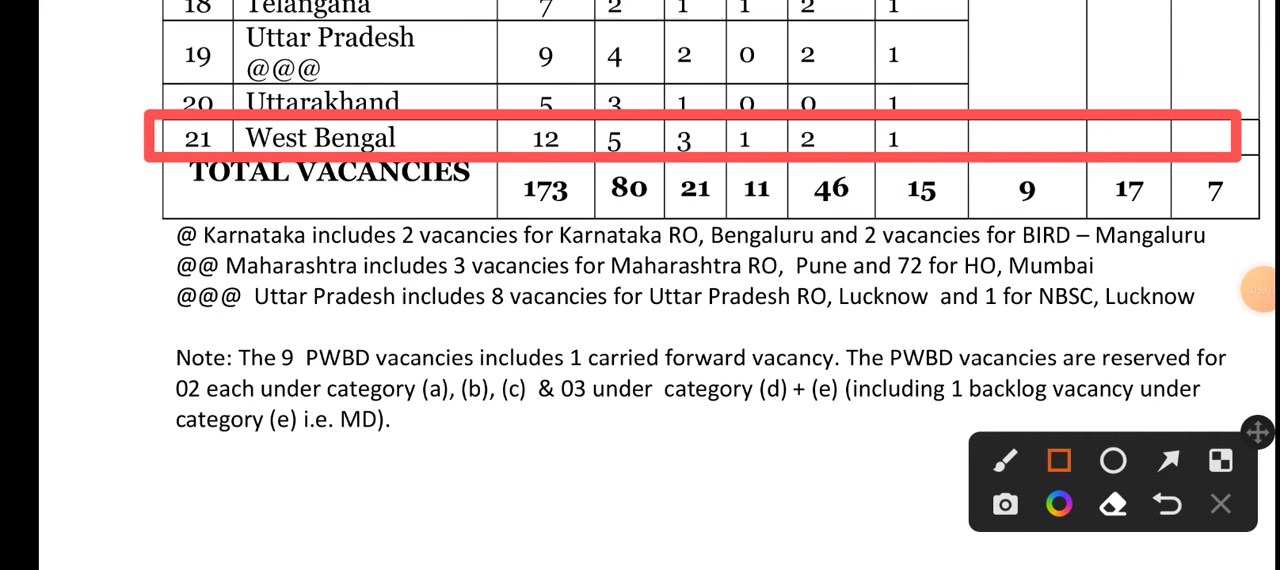 18 Telangana 7 2 1 1 2 1
19 Uttar Pradesh @@@ 9 4 2 0 2 1
20 Uttarakhand 5 3 1 0 0 1
21 West Bengal 12 5 3 1 2 1
TOTAL VACANCIES 173 80 21 11 46 15 9 17 7
@ Karnataka includes 2 vacancies for Karnataka RO, Bengaluru and 2 vacancies for BIRD – Mangaluru
@@ Maharashtra includes 3 vacancies for Maharashtra RO, Pune and 72 for HO, Mumbai
@@@ Uttar Pradesh includes 8 vacancies for Uttar Pradesh RO, Lucknow and 1 for NBSC, Lucknow
Note: The 9 PWBD vacancies includes 1 carried forward vacancy. The PWBD vacancies are reserved for
02 each under category (a), (b), (c) & 03 under category (d) + (e) (including 1 backlog vacancy under
category (e) i.e. MD).